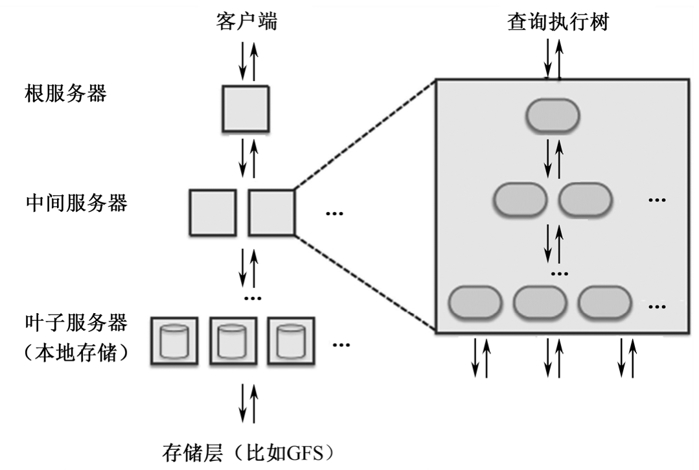 客户端
查询执行树
根服务器
中间服务器
...
...
...
...
叶子服务器
（本地存储）
...
...
存储层（比如GFS）